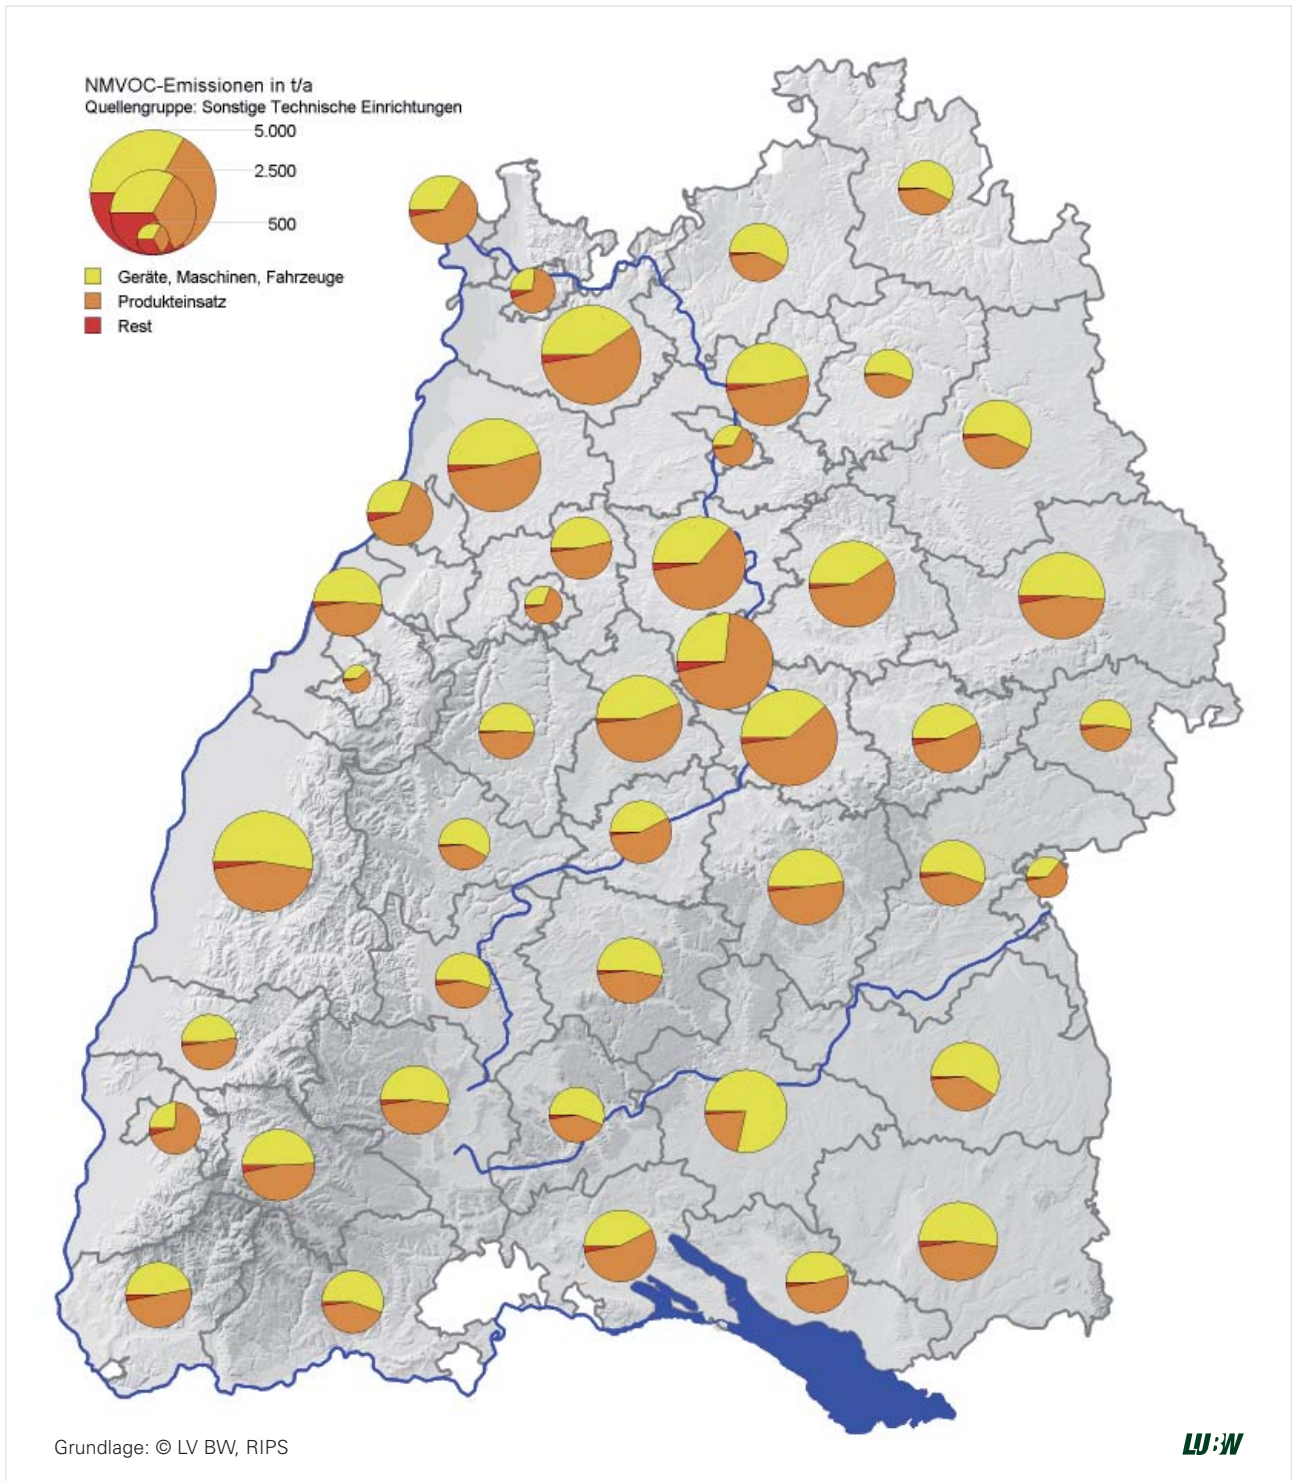 NMVOC-Emissionen in t/a
Quellengruppe: Sonstige Technische Einrichtungen
5.000
2.500
500
Geräte, Maschinen, Fahrzeuge
Produkteinsatz
Rest
Grundlage: © LV BW, RIPS
LUBW